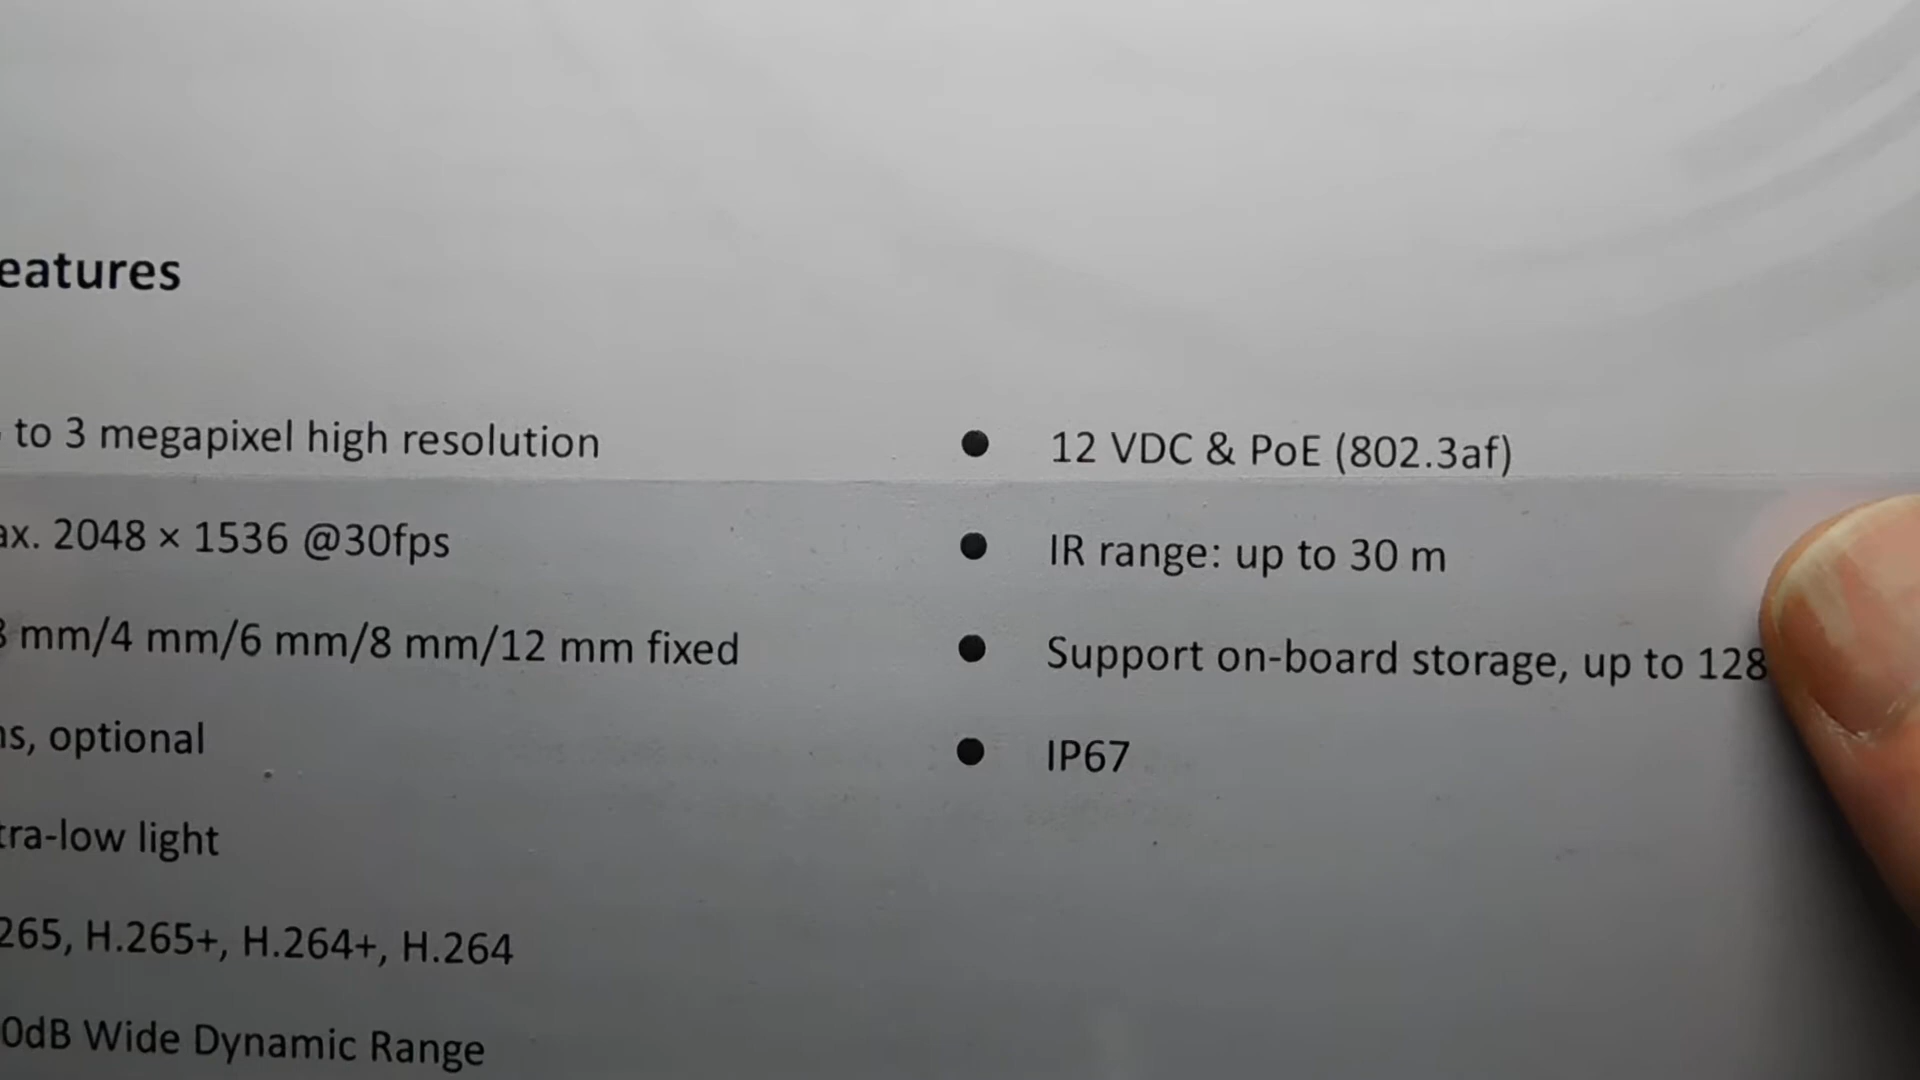 eatures
to 3 megapixel high resolution
ax. 2048 × 1536 @30fps
mm/4 mm/6 mm/8 mm/12 mm fixed
s, optional
tra-low light
265, H.265+, H.264+, H.264
0dB Wide Dynamic Range
12 VDC & PoE (802.3af)
IR range: up to 30 m
Support on-board storage, up to 128
IP67